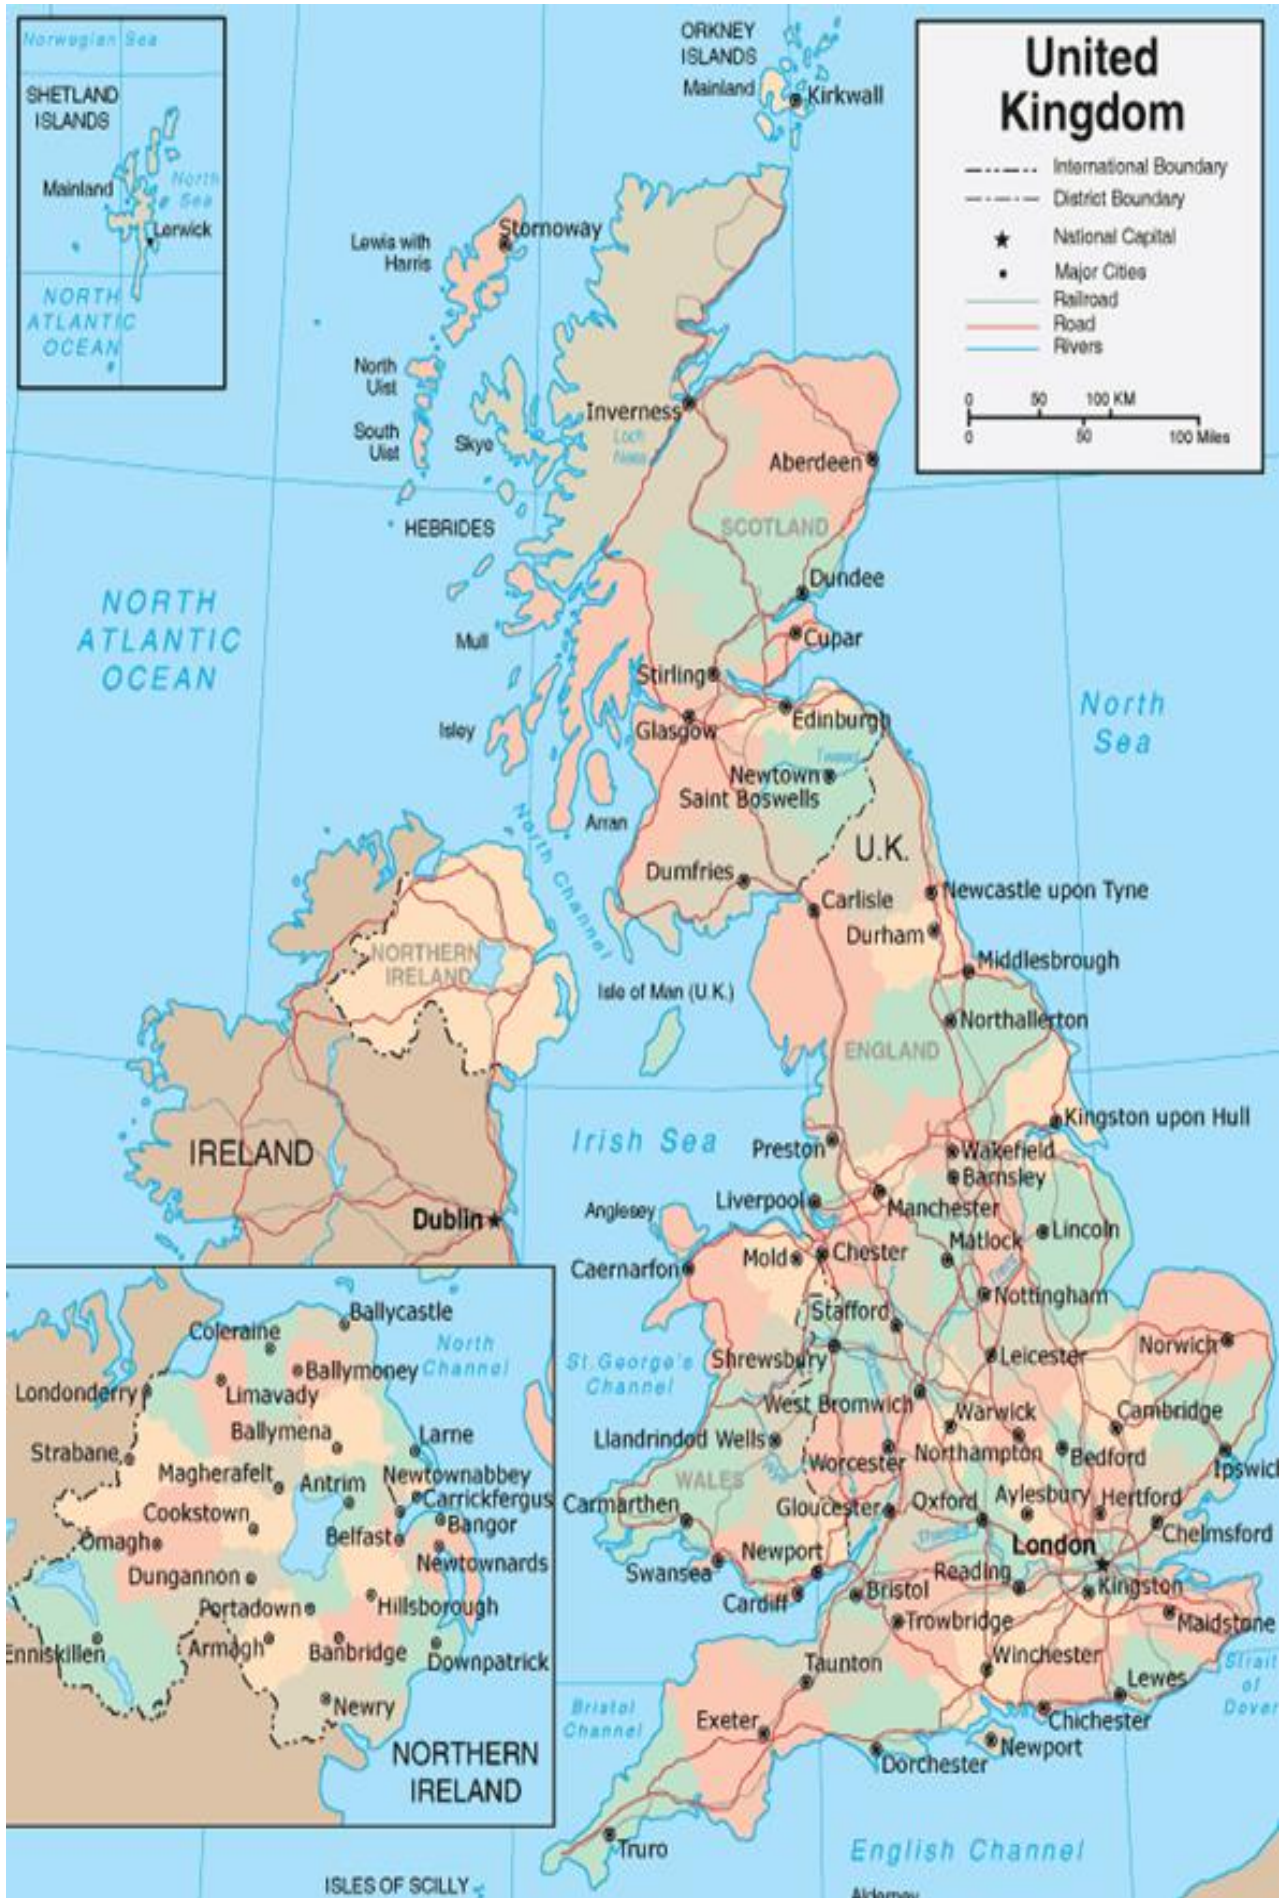 Norwegian Sea
SHETLAND
ISLANDS
Mainland
North
Sea
Lerwick
NORTH
ATLANTIC
OCEAN
ORKNEY
ISLANDS
Mainland
Kirkwall
United
Kingdom
International Boundary
District Boundary
National Capital
Major Cities
Railroad
Road
Rivers
0 50 100 KM
0 50 100 Miles
Stornoway
Lewis with
Harris
North
Uist
South
Uist
Skye
HEBRIDES
Inverness
Loch
Ness
Aberdeen
SCOTLAND
Dundee
Cupar
NORTH
ATLANTIC
OCEAN
Mull
Stirling
Isley
Glasgow
Edinburgh
North
Sea
Tweed
Newtown
Saint Boswells
Arran
North Channel
U.K.
Dumfries
Carlisle
Newcastle upon Tyne
Durham
Middlesbrough
NORTHERN
IRELAND
Isle of Man (U.K.)
Northallerton
ENGLAND
IRELAND
Irish Sea
Preston
Kingston upon Hull
Wakefield
Barnsley
Anglesey
Liverpool
Manchester
Dublin
Lincoln
Matlock
Caernarfon
Mold
Chester
Stafford
Nottingham
Norwich
St.George's
Channel
Shrewsbury
Leicester
West Bromwich
Warwick
Cambridge
Llandrindod Wells
Worcester
Northampton
Bedford
Ipswich
WALES
Carmarthen
Gloucester
Oxford
Aylesbury
Hertford
Thames
Chelmsford
London
Swansea
Newport
Reading
Kingston
Cardiff
Bristol
Trowbridge
Maidstone
Winchester
Taunton
Lewes
Strait
of
Dover
Bristol
Channel
Exeter
Chichester
Newport
Dorchester
Truro
English Channel
ISLES OF SCILLY
Alderney
Ballycastle
Coleraine
North
Channel
Ballymoney
Londonderry
Limavady
Ballymena
Larne
Strabane
Magherafelt
Antrim
Newtownabbey
Carrickfergus
Cookstown
Bangor
Omagh
Belfast
Newtownards
Dungannon
Portadown
Hillsborough
Enniskillen
Armagh
Banbridge
Downpatrick
Newry
NORTHERN
IRELAND